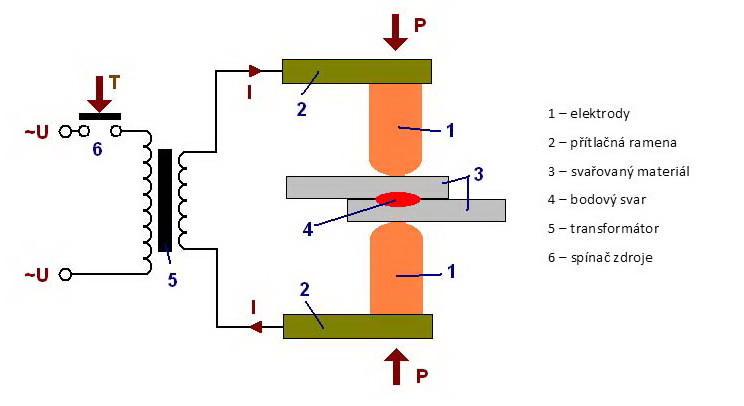 P
T
I
2
~U
6
1
1 – elektrody
2 – přítlačná ramena
3
3 – svařovaný materiál
4
4 – bodový svar
5 – transformátor
6 – spínač zdroje
~U
5
1
2
I
2
P